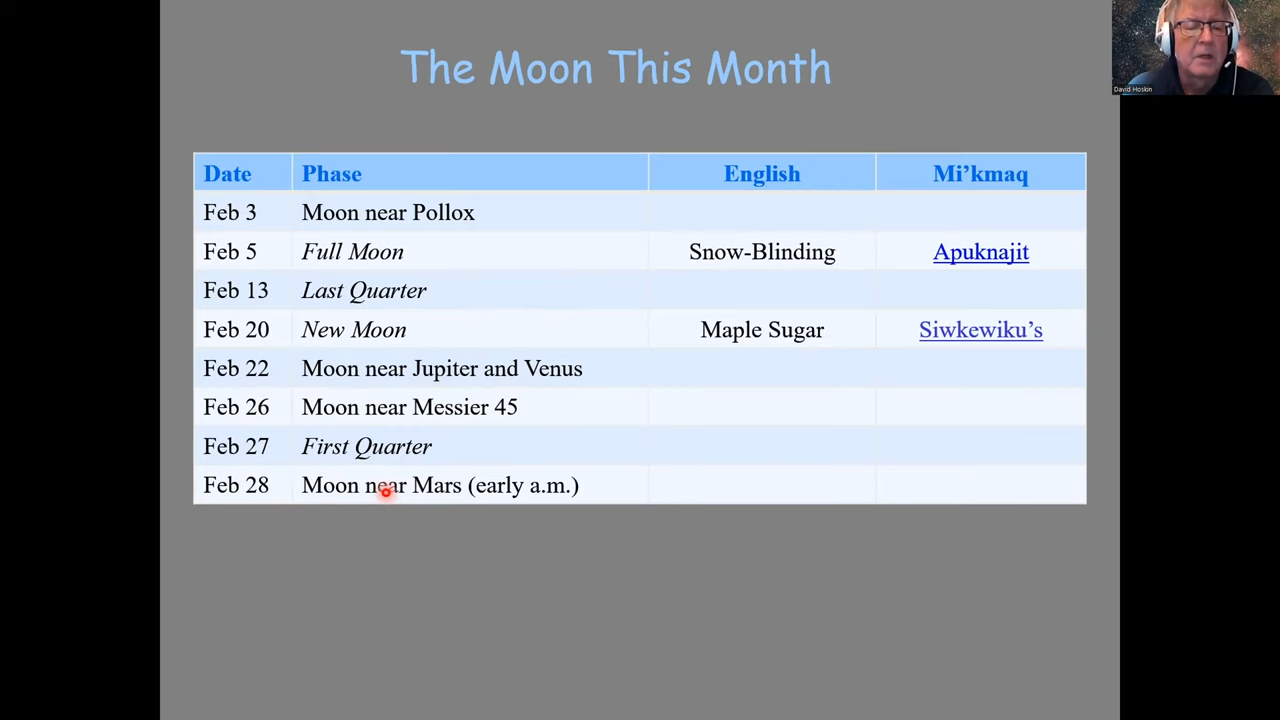 The Moon This Month
David Hoskin
Date Phase English Mi’kmaq
Feb 3 Moon near Pollox
Feb 5 Full Moon Snow-Blinding Apuknajit
Feb 13 Last Quarter
Feb 20 New Moon Maple Sugar Siwkewiku’s
Feb 22 Moon near Jupiter and Venus
Feb 26 Moon near Messier 45
Feb 27 First Quarter
Feb 28 Moon near Mars (early a.m.)